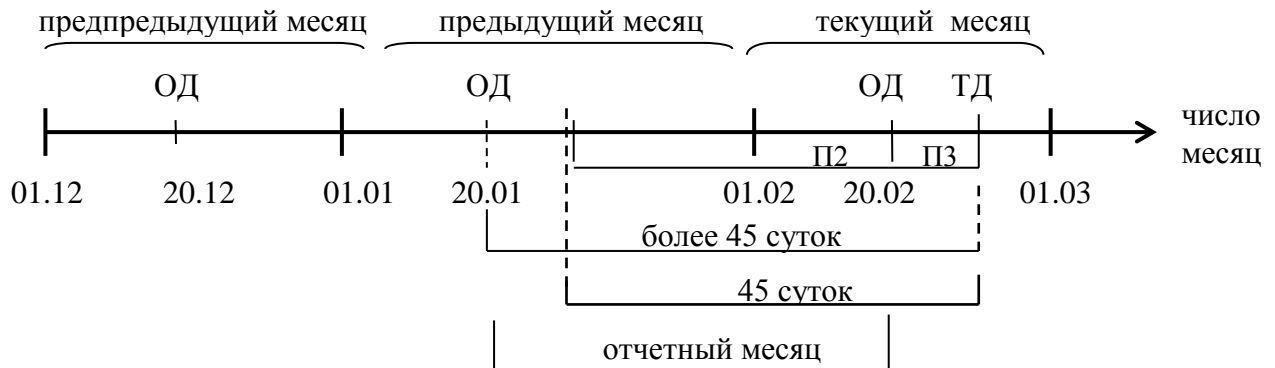 предпредыдущий месяц предыдущий месяц текущий месяц
ОД ОД ОД ТД
число
месяц
П2 П3
01.12 20.12 01.01 20.01 01.02 20.02 01.03
более 45 суток
45 суток
отчетный месяц